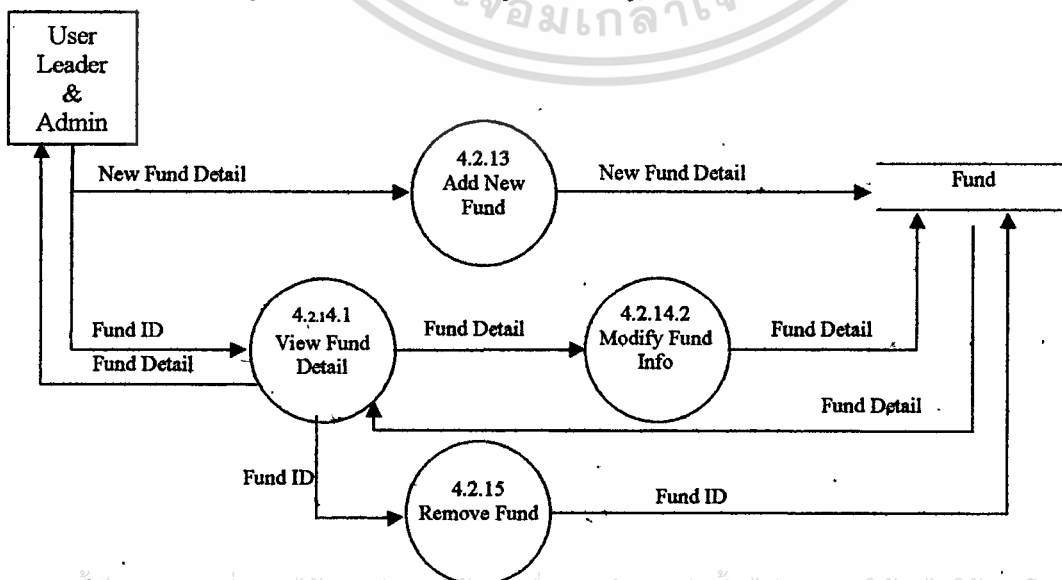 User
Leader
&
Admin
New Fund Detail
4.2.13
Add New
Fund
New Fund Detail
Fund
Fund ID
Fund Detail
4.2.14.1
View Fund
Detail
Fund Detail
4.2.14.2
Modify Fund
Info
Fund Detail
Fund Detail
Fund ID
4.2.15
Remove Fund
Fund ID